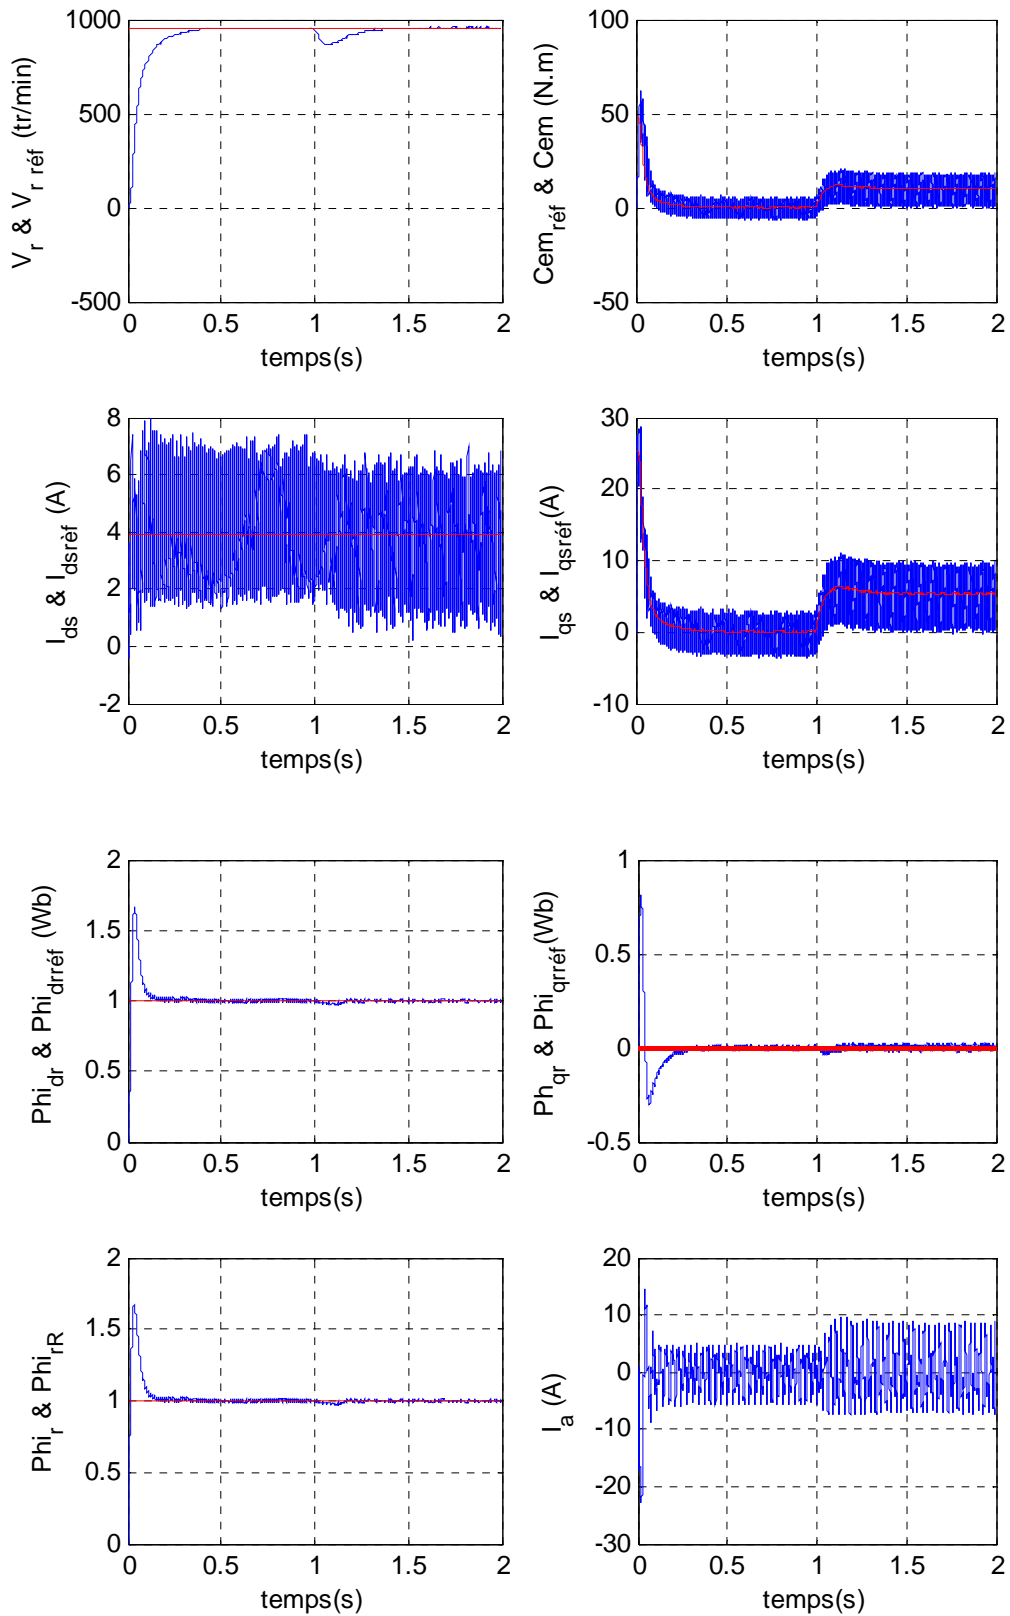 V_r & V_r réf (tr/min)
1000
500
0
-500
0 0.5 1 1.5 2
temps(s)
Cem_réf & Cem (N.m)
100
50
0
-50
0 0.5 1 1.5 2
temps(s)
I_ds & I_dsrèf (A)
8
6
4
2
0
-2
0 0.5 1 1.5 2
temps(s)
I_qs & I_qsréf (A)
30
20
10
0
-10
0 0.5 1 1.5 2
temps(s)
Phi_dr & Phi_drréf (Wb)
2
1.5
1
0.5
0
0 0.5 1 1.5 2
temps(s)
Ph_qr & Phi_qrréf (Wb)
1
0.5
0
-0.5
0 0.5 1 1.5 2
temps(s)
Phi_r & Phi_rR
2
1.5
1
0.5
0
0 0.5 1 1.5 2
temps(s)
I_a (A)
20
10
0
-10
-20
-30
0 0.5 1 1.5 2
temps(s)